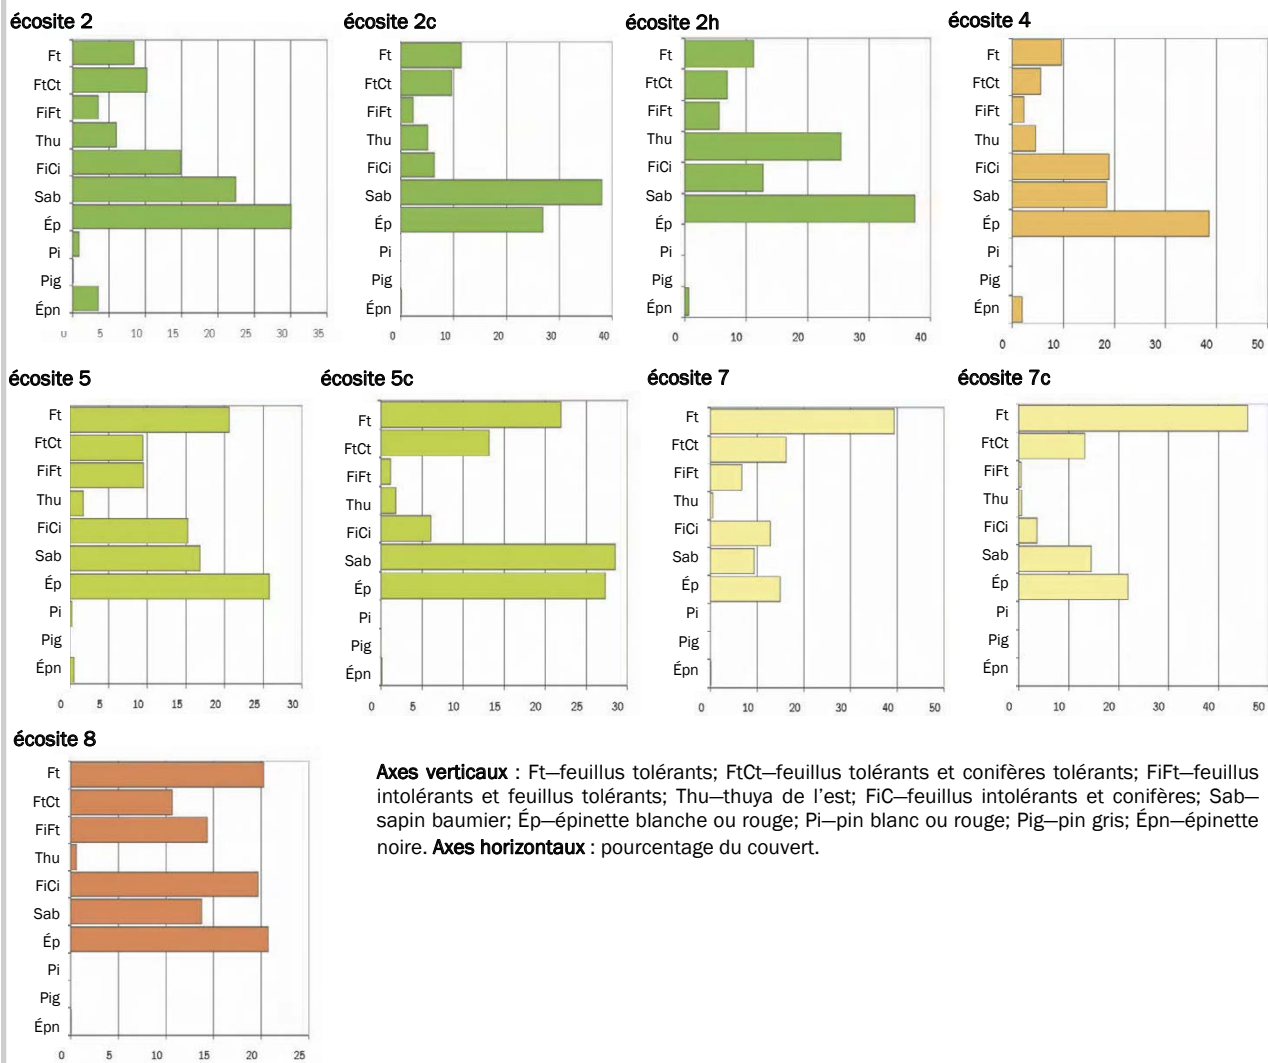 écosite 2
écosite 2c
écosite 2h
écosite 4
Ft
FtCt
FiFt
Thu
FiCi
Sab
Ép
Pi
Pig
Épn
0 5 10 15 20 25 30 35
Ft
FtCt
FiFt
Thu
FiCi
Sab
Ép
Pi
Pig
Épn
0 10 20 30 40
Ft
FtCt
FiFt
Thu
FiCi
Sab
Ép
Pi
Pig
Épn
0 10 20 30 40
Ft
FtCt
FiFt
Thu
FiCi
Sab
Ép
Pi
Pig
Épn
0 10 20 30 40 50
écosite 5
écosite 5c
écosite 7
écosite 7c
Ft
FtCt
FiFt
Thu
FiCi
Sab
Ép
Pi
Pig
Épn
0 5 10 15 20 25 30
Ft
FtCt
FiFt
Thu
FiCi
Sab
Ép
Pi
Pig
Épn
0 5 10 15 20 25 30
Ft
FtCt
FiFt
Thu
FiCi
Sab
Ép
Pi
Pig
Épn
0 10 20 30 40 50
Ft
FtCt
FiFt
Thu
FiCi
Sab
Ép
Pi
Pig
Épn
0 10 20 30 40 50
écosite 8
Ft
FtCt
FiFt
Thu
FiCi
Sab
Ép
Pi
Pig
Épn
0 5 10 15 20 25
Axes verticaux : Ft—feuillus tolérants; FtCt—feuillus tolérants et conifères tolérants; FiFt—feuillus
intolérants et feuillus tolérants; Thu—thuya de l'est; FiC—feuillus intolérants et conifères; Sab—
sapin baumier; Ép—épinette blanche ou rouge; Pi—pin blanc ou rouge; Pig—pin gris; Épn—épinette
noire. Axes horizontaux : pourcentage du couvert.